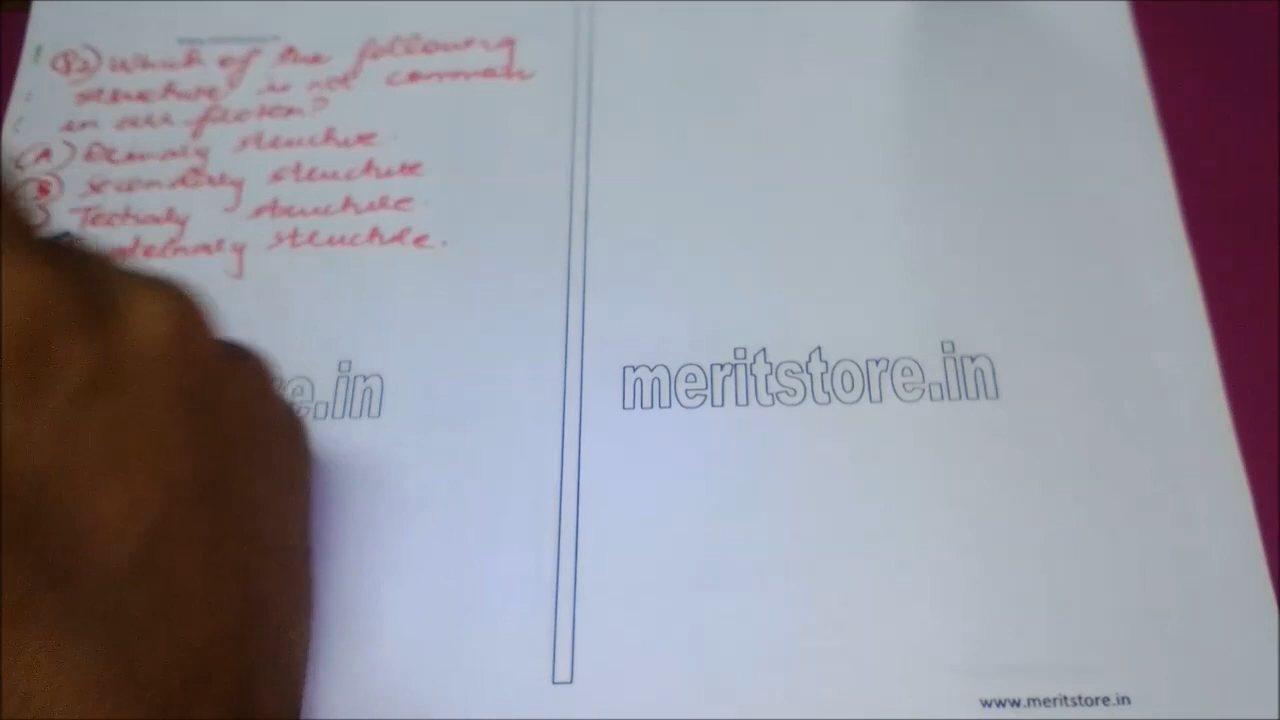 Q2) Which of the following
structure is not common
in all protein?
(A) Primary structure
(B) Secondary structure
Tertiary structure
structure.
e.in
meritstore.in
www.meritstore.in